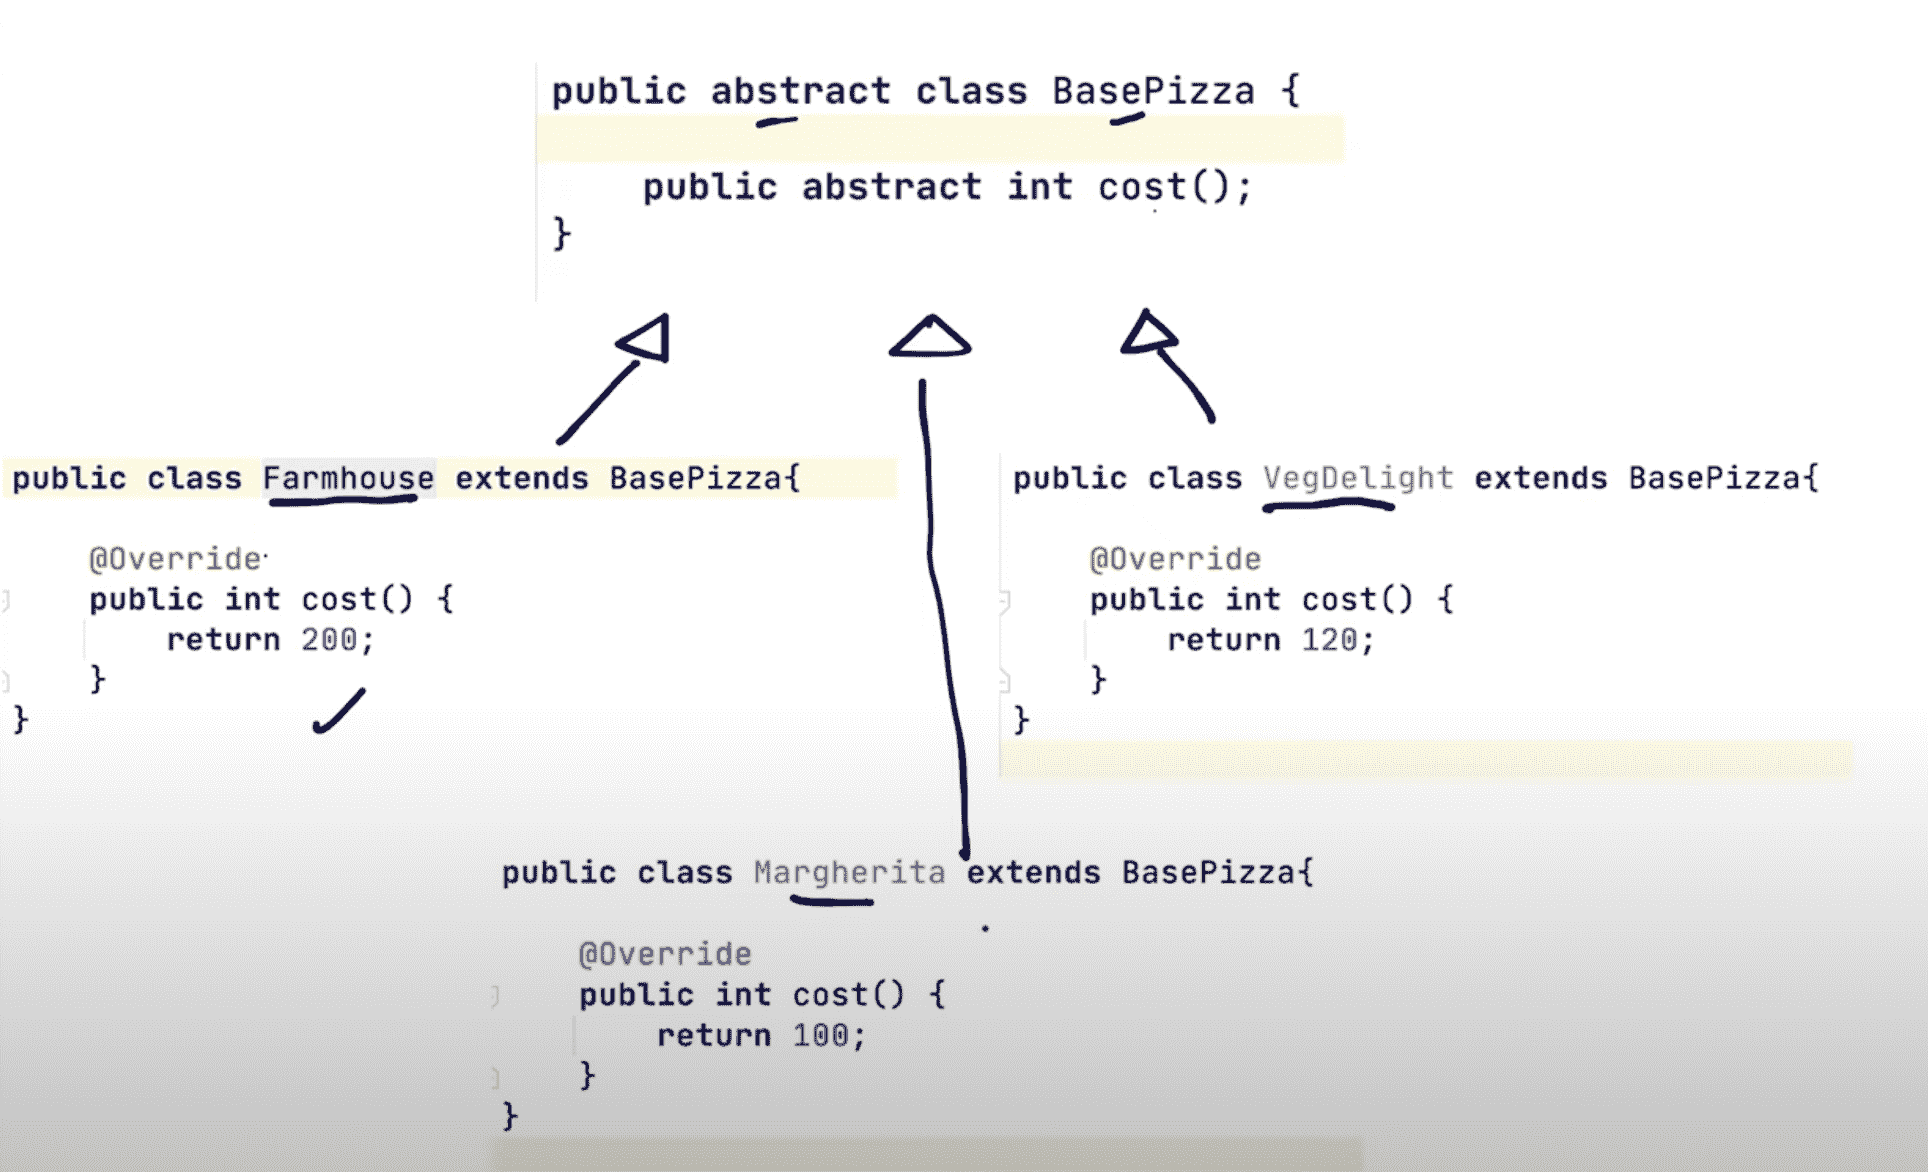 public abstract class BasePizza {
public abstract int cost();
}
public class Farmhouse extends BasePizza{
@Override
public int cost() {
return 200;
}
}
public class VegDelight extends BasePizza{
@Override
public int cost() {
return 120;
}
}
public class Margherita extends BasePizza{
@Override
public int cost() {
return 100;
}
}